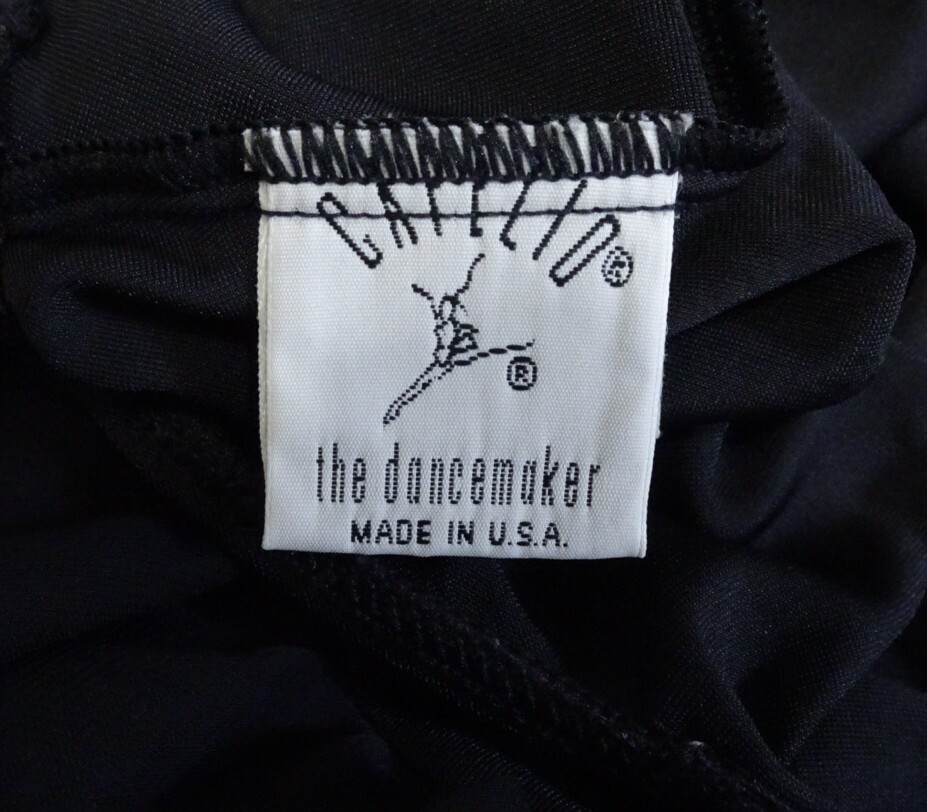 CAPEZIO®
®
the dancemaker
MADE IN U.S.A.